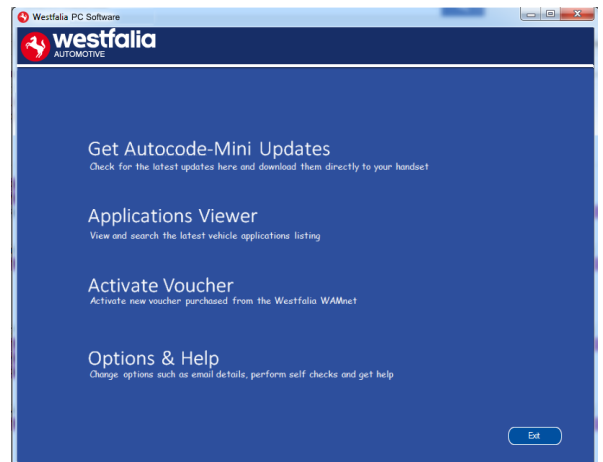 Westfalia PC Software
westfalia
AUTOMOTIVE
Get Autocode-Mini Updates
Check for the latest updates here and download them directly to your handset
Applications Viewer
View and search the latest vehicle applications listing
Activate Voucher
Activate new voucher purchased from the Westfalia WAMnet
Options & Help
Change options such as email details, perform self checks and get help
Exit